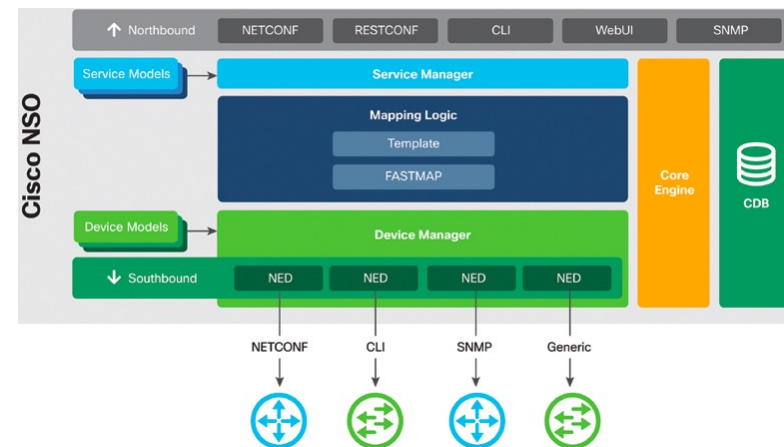 Cisco NSO
Northbound
NETCONF
RESTCONF
CLI
WebUI
SNMP
Service Models
Service Manager
Mapping Logic
Template
FASTMAP
Core
Engine
CDB
Device Models
Device Manager
Southbound
NED
NED
NED
NED
NETCONF
CLI
SNMP
Generic